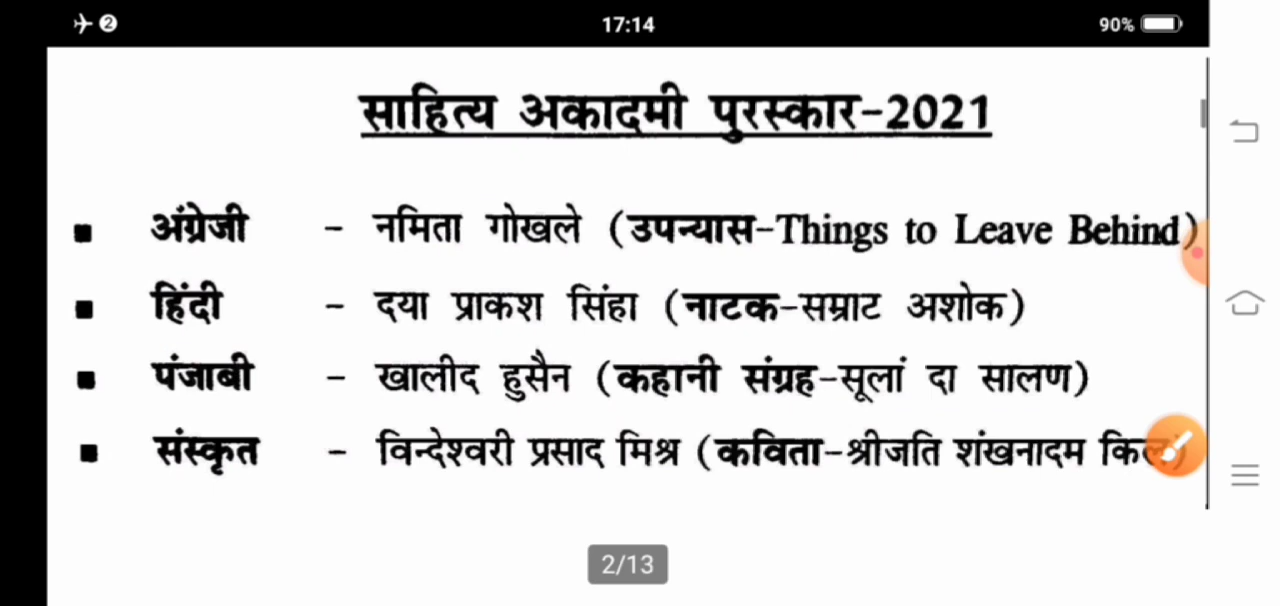 2 17:14 90%
साहित्य अकादमी पुरस्कार-2021
▪ अंग्रेजी - नमिता गोखले (उपन्यास-Things to Leave Behind)
▪ हिंदी - दया प्राकश सिंहा (नाटक-सम्राट अशोक)
▪ पंजाबी - खालीद हुसैन (कहानी संग्रह-सूलां दा सालण)
▪ संस्कृत - विन्देश्वरी प्रसाद मिश्र (कविता-श्रीजति शंखनादम
2/13